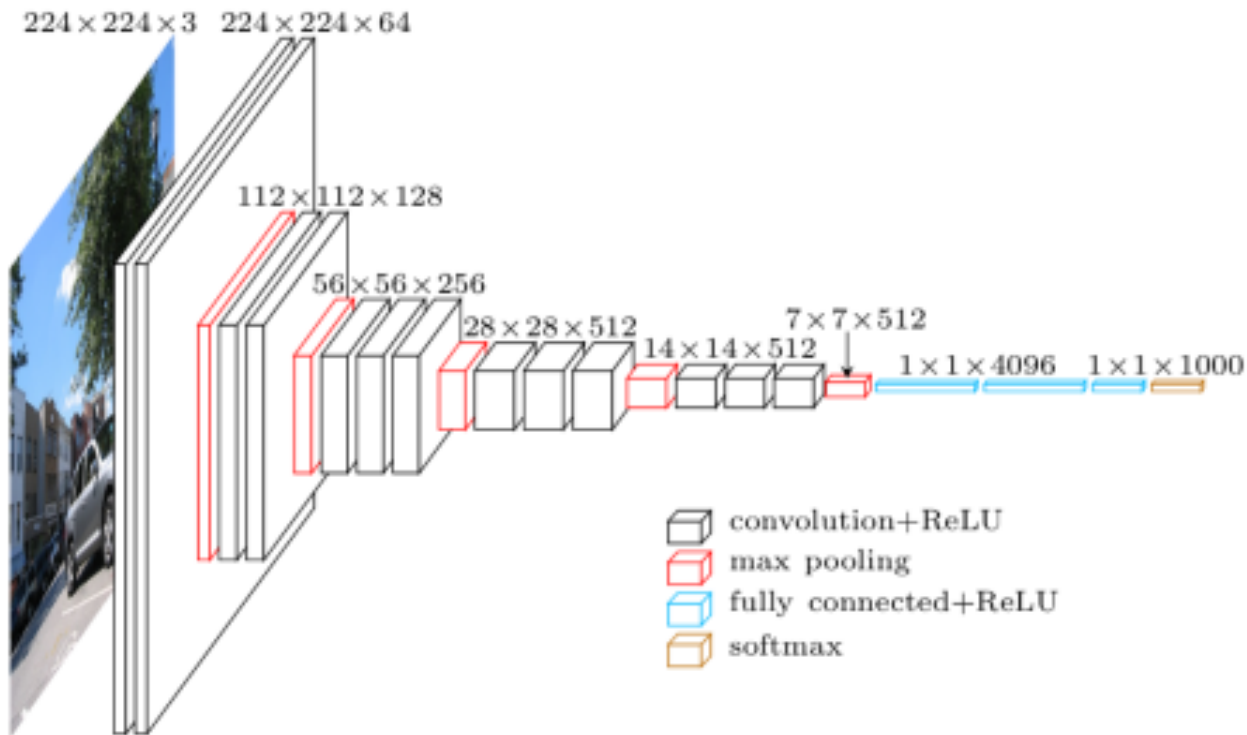 224×224×3
224×224×64
112×112×128
56×56×256
28×28×512
14×14×512
7×7×512
1×1×4096
1×1×1000
convolution+ReLU
max pooling
fully connected+ReLU
softmax